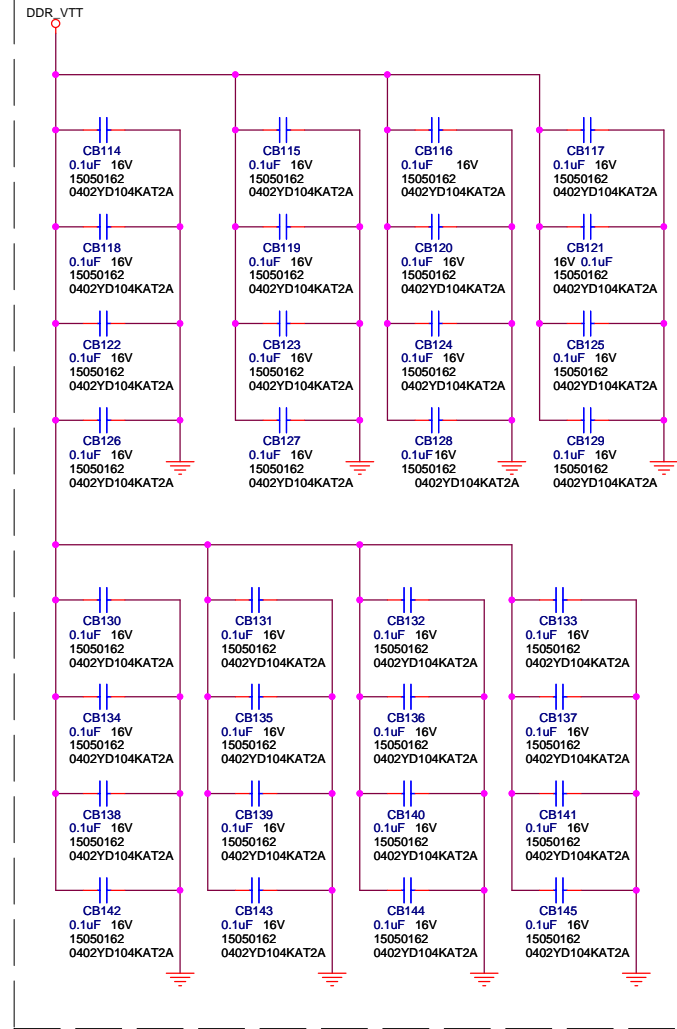 DDR_VTT
CB114
0.1uF 16V
15050162
0402YD104KAT2A
CB115
0.1uF 16V
15050162
0402YD104KAT2A
CB116
0.1uF 16V
15050162
0402YD104KAT2A
CB117
0.1uF 16V
15050162
0402YD104KAT2A
CB118
0.1uF 16V
15050162
0402YD104KAT2A
CB119
0.1uF 16V
15050162
0402YD104KAT2A
CB120
0.1uF 16V
15050162
0402YD104KAT2A
CB121
16V 0.1uF
15050162
0402YD104KAT2A
CB122
0.1uF 16V
15050162
0402YD104KAT2A
CB123
0.1uF 16V
15050162
0402YD104KAT2A
CB124
0.1uF 16V
15050162
0402YD104KAT2A
CB125
0.1uF 16V
15050162
0402YD104KAT2A
CB126
0.1uF 16V
15050162
0402YD104KAT2A
CB127
0.1uF 16V
15050162
0402YD104KAT2A
CB128
0.1uF16V
15050162
0402YD104KAT2A
CB129
0.1uF 16V
15050162
0402YD104KAT2A
CB130
0.1uF 16V
15050162
0402YD104KAT2A
CB131
0.1uF 16V
15050162
0402YD104KAT2A
CB132
0.1uF 16V
15050162
0402YD104KAT2A
CB133
0.1uF 16V
15050162
0402YD104KAT2A
CB134
0.1uF 16V
15050162
0402YD104KAT2A
CB135
0.1uF 16V
15050162
0402YD104KAT2A
CB136
0.1uF 16V
15050162
0402YD104KAT2A
CB137
0.1uF 16V
15050162
0402YD104KAT2A
CB138
0.1uF 16V
15050162
0402YD104KAT2A
CB139
0.1uF 16V
15050162
0402YD104KAT2A
CB140
0.1uF 16V
15050162
0402YD104KAT2A
CB141
0.1uF 16V
15050162
0402YD104KAT2A
CB142
0.1uF 16V
15050162
0402YD104KAT2A
CB143
0.1uF 16V
15050162
0402YD104KAT2A
CB144
0.1uF 16V
15050162
0402YD104KAT2A
CB145
0.1uF 16V
15050162
0402YD104KAT2A